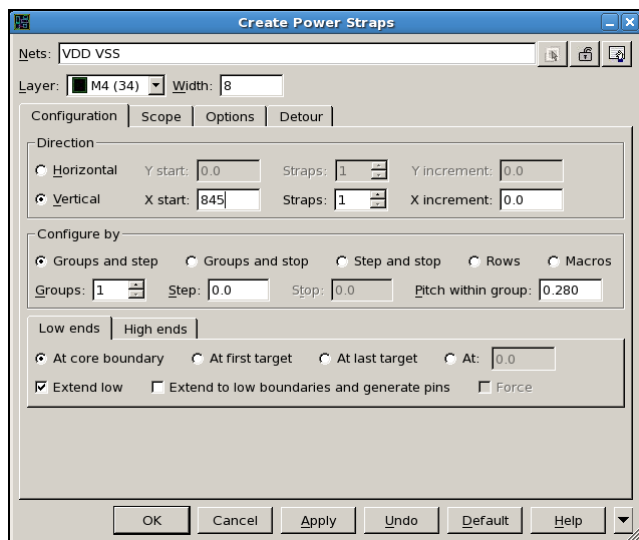 Create Power Straps
Nets: VDD VSS
Layer: M4 (34) Width: 8
Configuration Scope Options Detour
Direction
Horizontal Y start: 0.0 Straps: 1 Y increment: 0.0
Vertical X start: 845 Straps: 1 X increment: 0.0
Configure by
Groups and step Groups and stop Step and stop Rows Macros
Groups: 1 Step: 0.0 Stop: 0.0 Pitch within group: 0.280
Low ends High ends
At core boundary At first target At last target At: 0.0
Extend low Extend to low boundaries and generate pins Force
OK Cancel Apply Undo Default Help